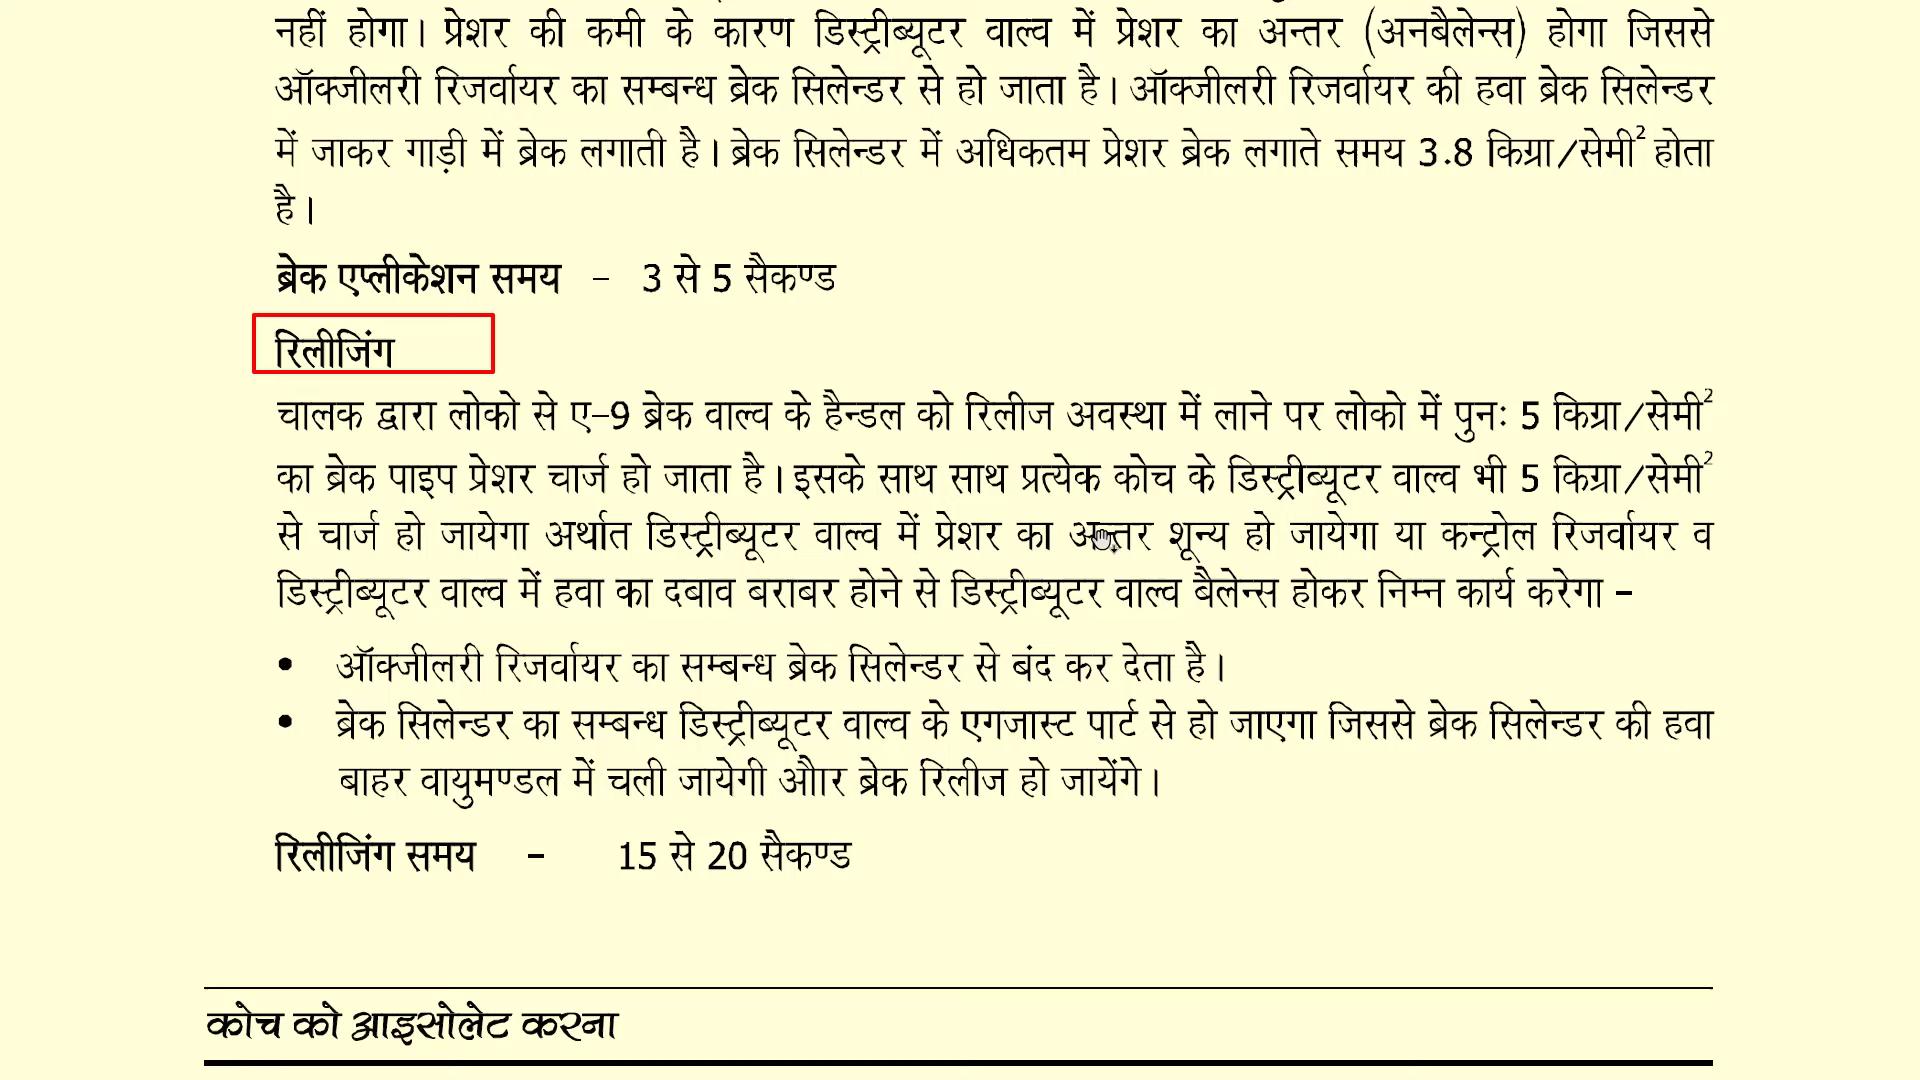 नहीं होगा। प्रेशर की कमी के कारण डिस्ट्रीब्यूटर वाल्व में प्रेशर का अन्तर (अनबैलेन्स) होगा जिससे
ऑक्जीलरी रिजर्वायर का सम्बन्ध ब्रेक सिलेन्डर से हो जाता है। ऑक्जीलरी रिजर्वायर की हवा ब्रेक सिलेन्डर
में जाकर गाड़ी में ब्रेक लगाती है। ब्रेक सिलेन्डर में अधिकतम प्रेशर ब्रेक लगाते समय 3.8 किग्रा/सेमी² होता
है।
ब्रेक एप्लीकेशन समय – 3 से 5 सैकण्ड
रिलीजिंग
चालक द्वारा लोको से ए–9 ब्रेक वाल्व के हैन्डल को रिलीज अवस्था में लाने पर लोको में पुनः 5 किग्रा/सेमी²
का ब्रेक पाइप प्रेशर चार्ज हो जाता है। इसके साथ साथ प्रत्येक कोच के डिस्ट्रीब्यूटर वाल्व भी 5 किग्रा/सेमी²
से चार्ज हो जायेगा अर्थात डिस्ट्रीब्यूटर वाल्व में प्रेशर का अन्तर शून्य हो जायेगा या कन्ट्रोल रिजर्वायर व
डिस्ट्रीब्यूटर वाल्व में हवा का दबाव बराबर होने से डिस्ट्रीब्यूटर वाल्व बैलेन्स होकर निम्न कार्य करेगा –
• ऑक्जीलरी रिजर्वायर का सम्बन्ध ब्रेक सिलेन्डर से बंद कर देता है।
• ब्रेक सिलेन्डर का सम्बन्ध डिस्ट्रीब्यूटर वाल्व के एगजास्ट पार्ट से हो जाएगा जिससे ब्रेक सिलेन्डर की हवा
बाहर वायुमण्डल में चली जायेगी औार ब्रेक रिलीज हो जायेंगे।
रिलीजिंग समय – 15 से 20 सैकण्ड
कोच को आइसोलेट करना